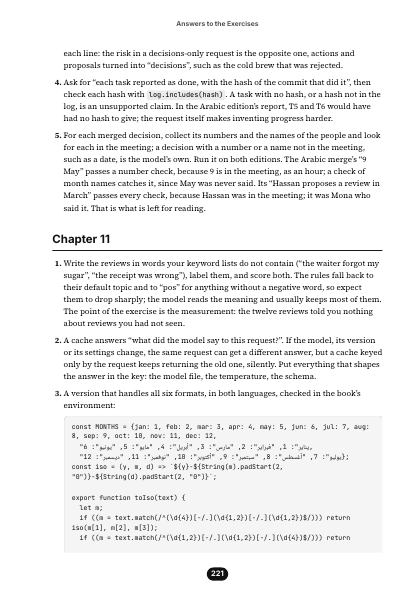 Answers to the Exercises
each line: the risk in a decisions-only request is the opposite one, actions and
proposals turned into “decisions”, such as the cold brew that was rejected.
4. Ask for “each task reported as done, with the hash of the commit that did it”, then
check each hash with log.includes(hash). A task with no hash, or a hash not in the
log, is an unsupported claim. In the Arabic edition’s report, T5 and T6 would have
had no hash to give; the request itself makes inventing progress harder.
5. For each merged decision, collect its numbers and the names of the people and look
for each in the meeting; a decision with a number or a name not in the meeting,
such as a date, is the model’s own. Run it on both editions. The Arabic merge’s “9
May” passes a number check, because 9 is in the meeting, as an hour; a check of
month names catches it, since May was never said. Its “Hassan proposes a review in
March” passes every check, because Hassan was in the meeting; it was Mona who
said it. That is what is left for reading.
Chapter 11
1. Write the reviews in words your keyword lists do not contain (“the waiter forgot my
sugar”, “the receipt was wrong”), label them, and score both. The rules fall back to
their default topic and to “pos” for anything without a negative word, so expect
them to drop sharply; the model reads the meaning and usually keeps most of them.
The point of the exercise is the measurement: the twelve reviews told you nothing
about reviews you had not seen.
2. A cache answers “what did the model say to this request?”. If the model, its version
or its settings change, the same request can get a different answer, but a cache keyed
only by the request keeps returning the old one, silently. Put everything that shapes
the answer in the key: the model file, the temperature, the schema.
3. A version that handles all six formats, in both languages, checked in the book’s
environment:
const MONTHS = {jan: 1, feb: 2, mar: 3, apr: 4, may: 5, jun: 6, jul: 7, aug:
8, sep: 9, oct: 10, nov: 11, dec: 12,
"يناير": 1, "فبراير": 2, "مارس": 3, "أبريل": 4, "مايو": 5, "يونيو": 6,
"يوليو": 7, "أغسطس": 8, "سبتمبر": 9, "أكتوبر": 10, "نوفمبر": 11, "ديسمبر": 12};
const iso = (y, m, d) => `${y}-${String(m).padStart(2,
"0")}-${String(d).padStart(2, "0")}`;
export function toIso(text) {
let m;
if ((m = text.match(/^(\d{4})[-/.](\d{1,2})[-/.](\d{1,2})$/))) return
iso(m[1], m[2], m[3]);
if ((m = text.match(/^(\d{1,2})[-/.](\d{1,2})[-/.](\d{4})$/))) return
221